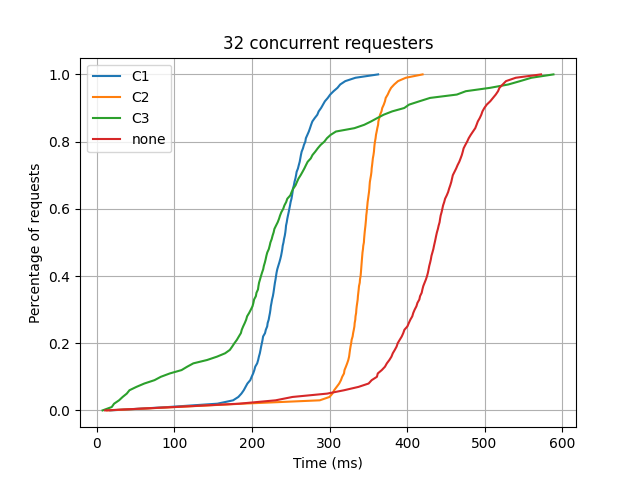 32 concurrent requesters
C1
C2
C3
none
Percentage of requests
1.0
0.8
0.6
0.4
0.2
0.0
0 100 200 300 400 500 600
Time (ms)